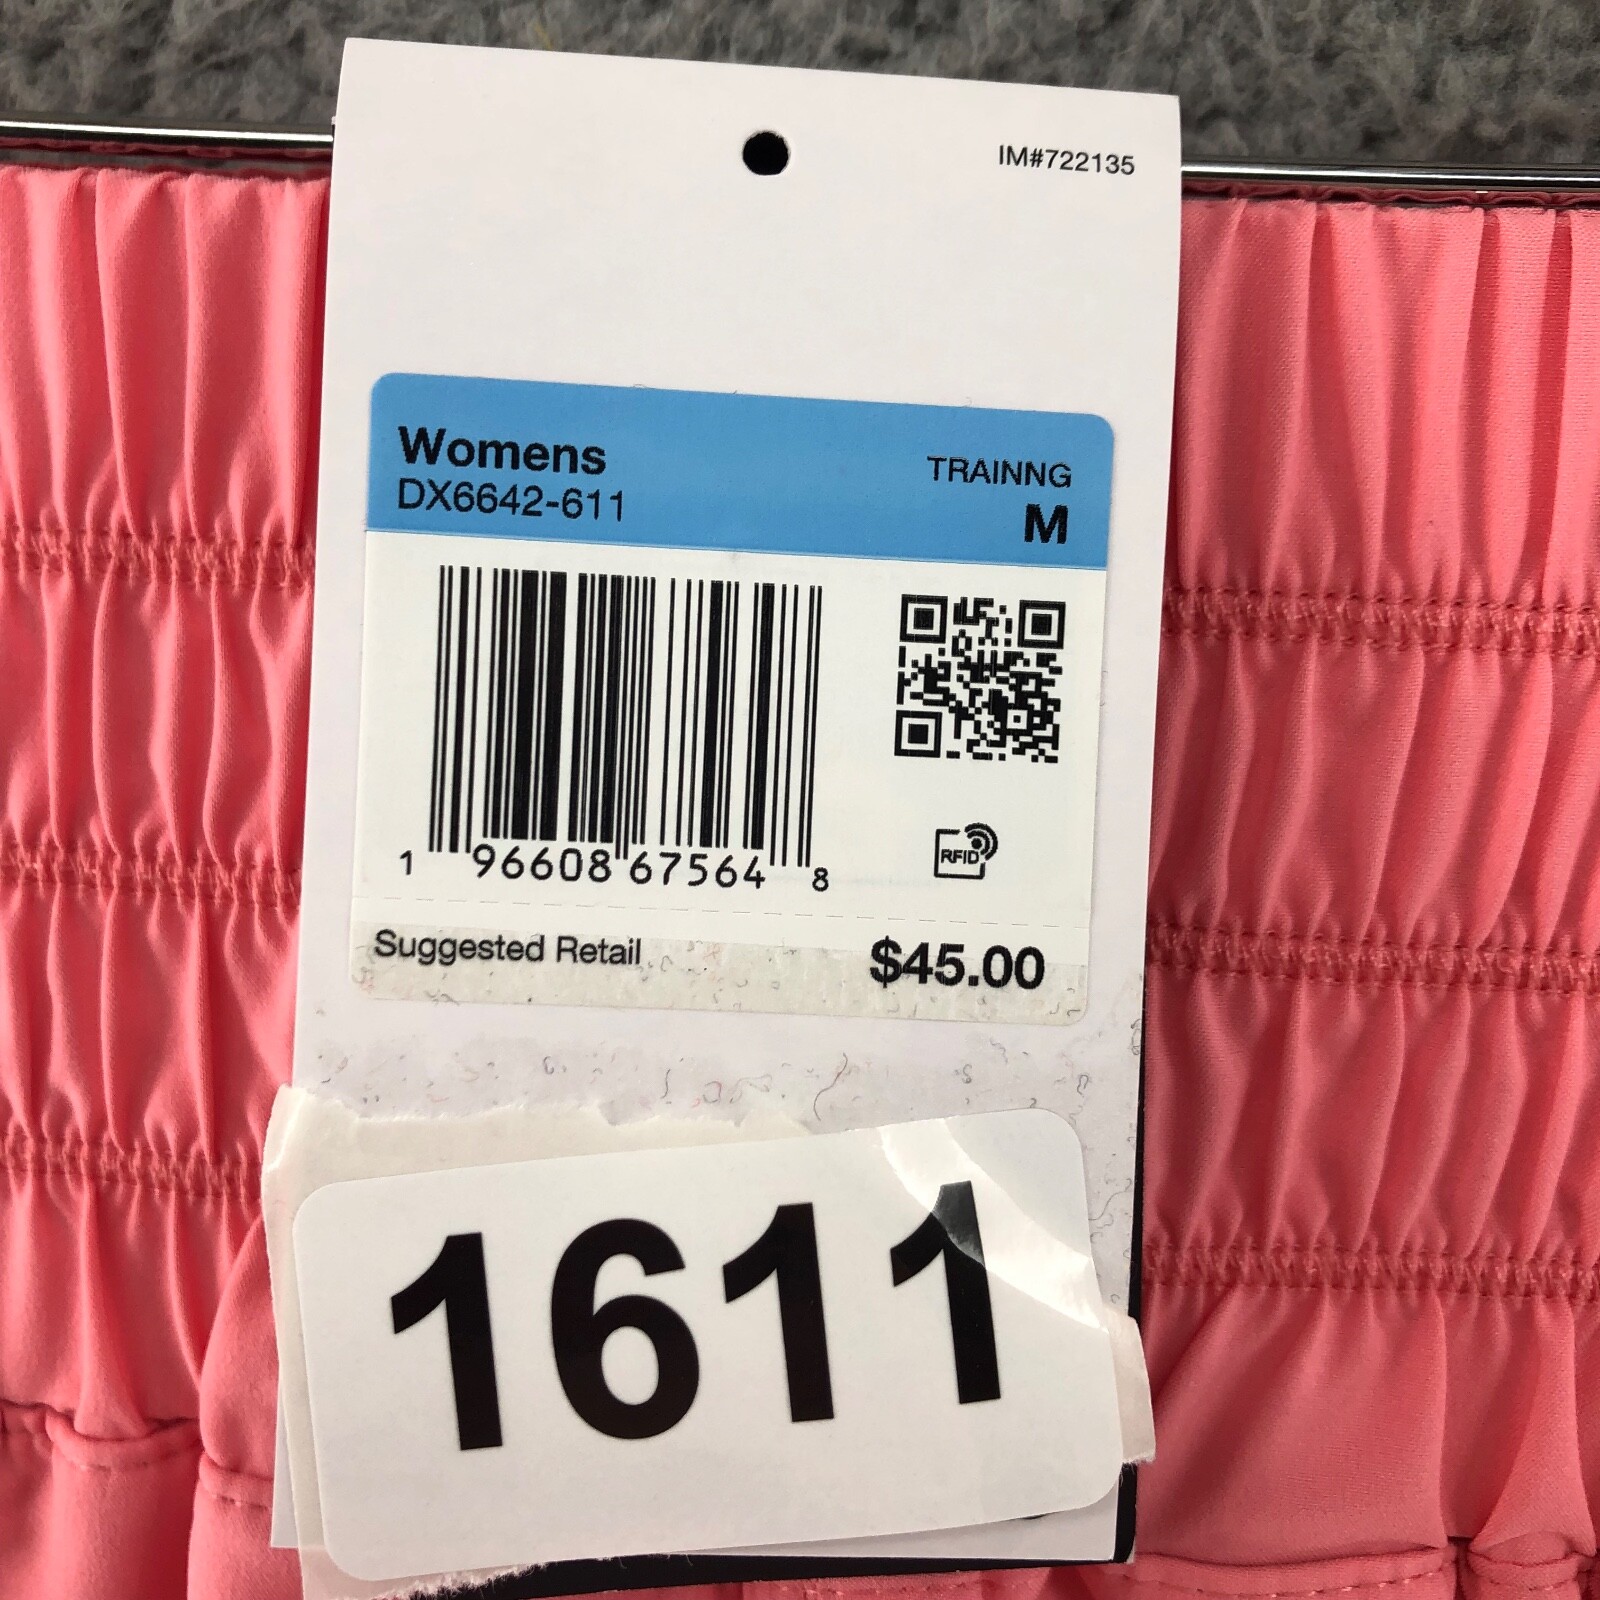 IM#722135
Womens
TRAINNG
DX6642-611
M
1 96608 67564 8
RFID
Suggested Retail
$45.00
1611